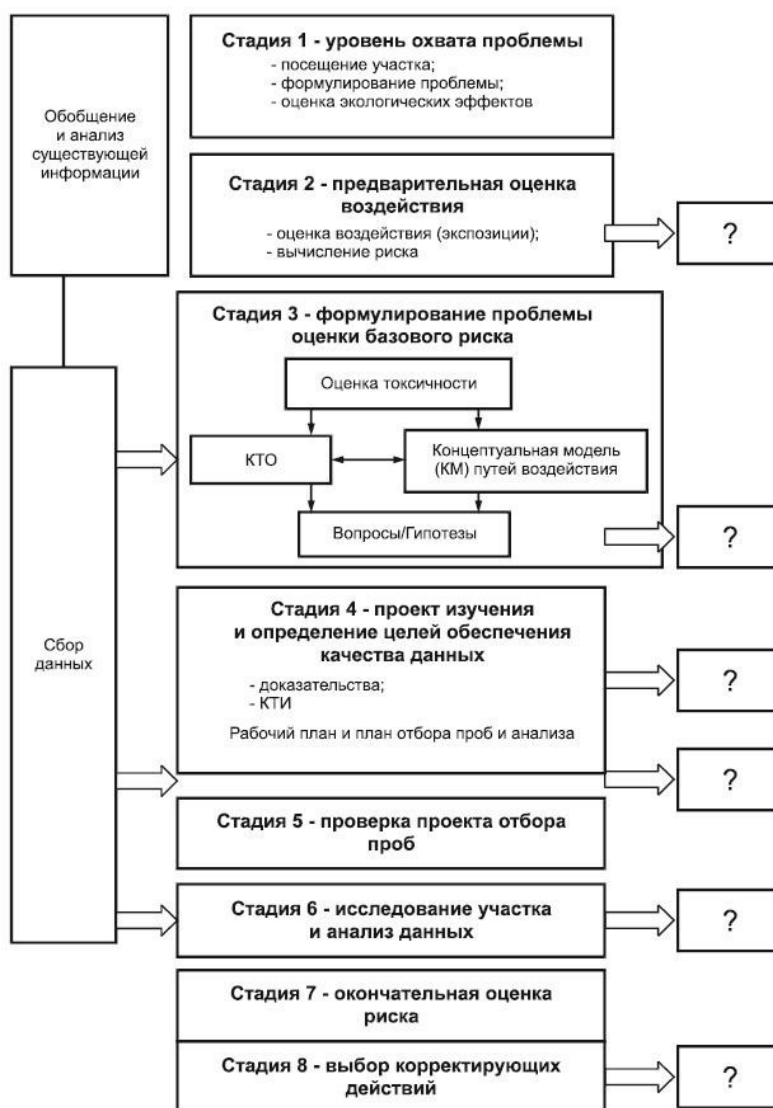 Обобщение
и анализ
существующей
информации
Стадия 1 - уровень охвата проблемы
- посещение участка;
- формулирование проблемы;
- оценка экологических эффектов
Стадия 2 - предварительная оценка
воздействия
- оценка воздействия (экспозиции);
- вычисление риска
?
Стадия 3 - формулирование проблемы
оценки базового риска
Оценка токсичности
КТО
Концептуальная модель
(КМ) путей воздействия
Вопросы/Гипотезы
?
Сбор
данных
Стадия 4 - проект изучения
и определение целей обеспечения
качества данных
- доказательства;
- КТИ
Рабочий план и план отбора проб и анализа
?
?
Стадия 5 - проверка проекта отбора
проб
Стадия 6 - исследование участка
и анализ данных
?
Стадия 7 - окончательная оценка
риска
Стадия 8 - выбор корректирующих
действий
?